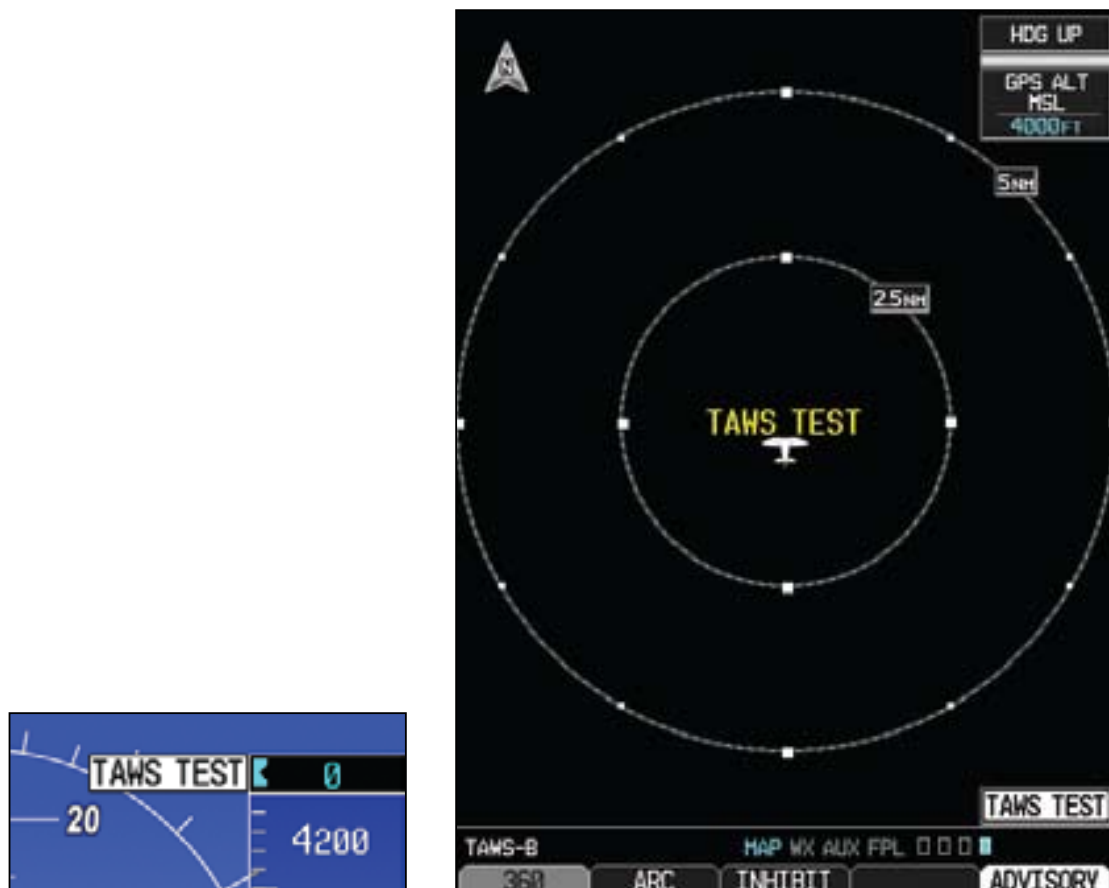 N
HDG UP
GPS ALT
MSL
4000FT
5NM
2.5NM
TAWS TEST
TAWS TEST
TAWS-B
MAP WX AUX FPL
360
ARC
INHIBIT
ADVISORY
TAWS TEST
0
20
4200